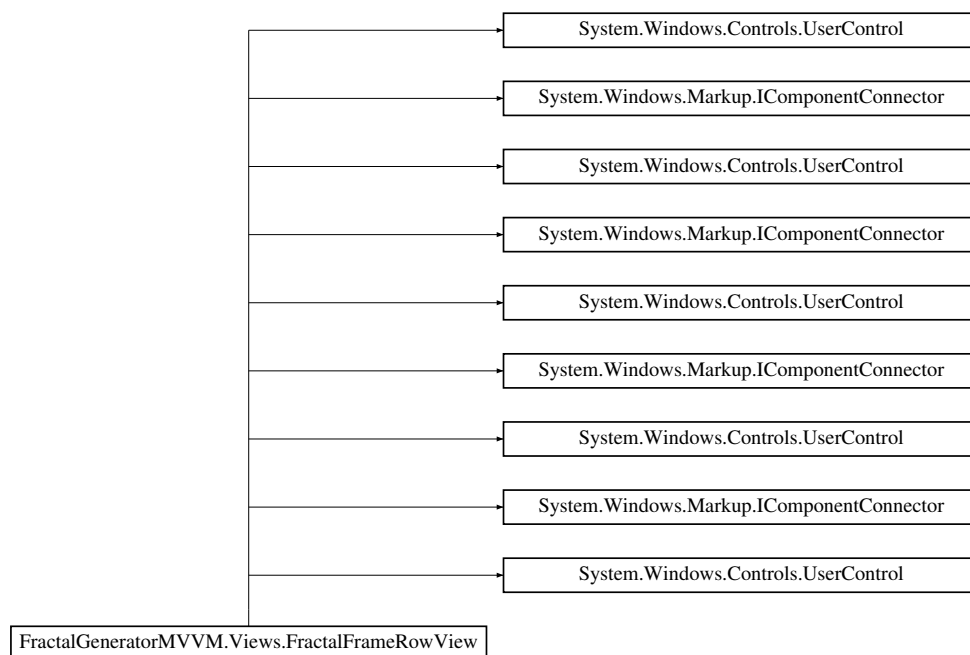 System.Windows.Controls.UserControl
System.Windows.Markup.IComponentConnector
System.Windows.Controls.UserControl
System.Windows.Markup.IComponentConnector
System.Windows.Controls.UserControl
System.Windows.Markup.IComponentConnector
System.Windows.Controls.UserControl
System.Windows.Markup.IComponentConnector
System.Windows.Controls.UserControl
FractalGeneratorMVVM.Views.FractalFrameRowView